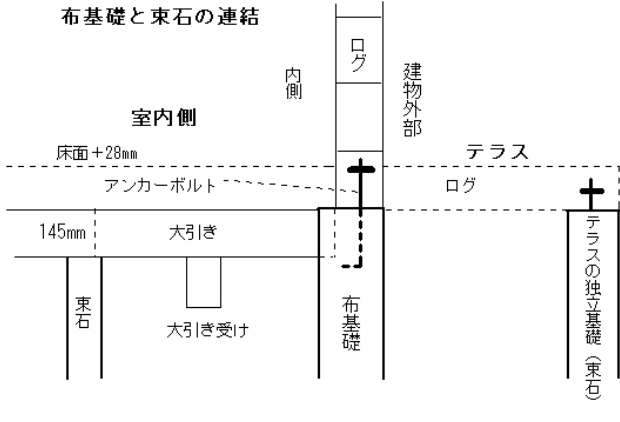 布基礎と束石の連結
ログ
内側
建物外部
室内側
床面+28mm
テラス
アンカーボルト
ログ
145mm
大引き
束石
大引き受け
布基礎
テラスの独立基礎(束石)